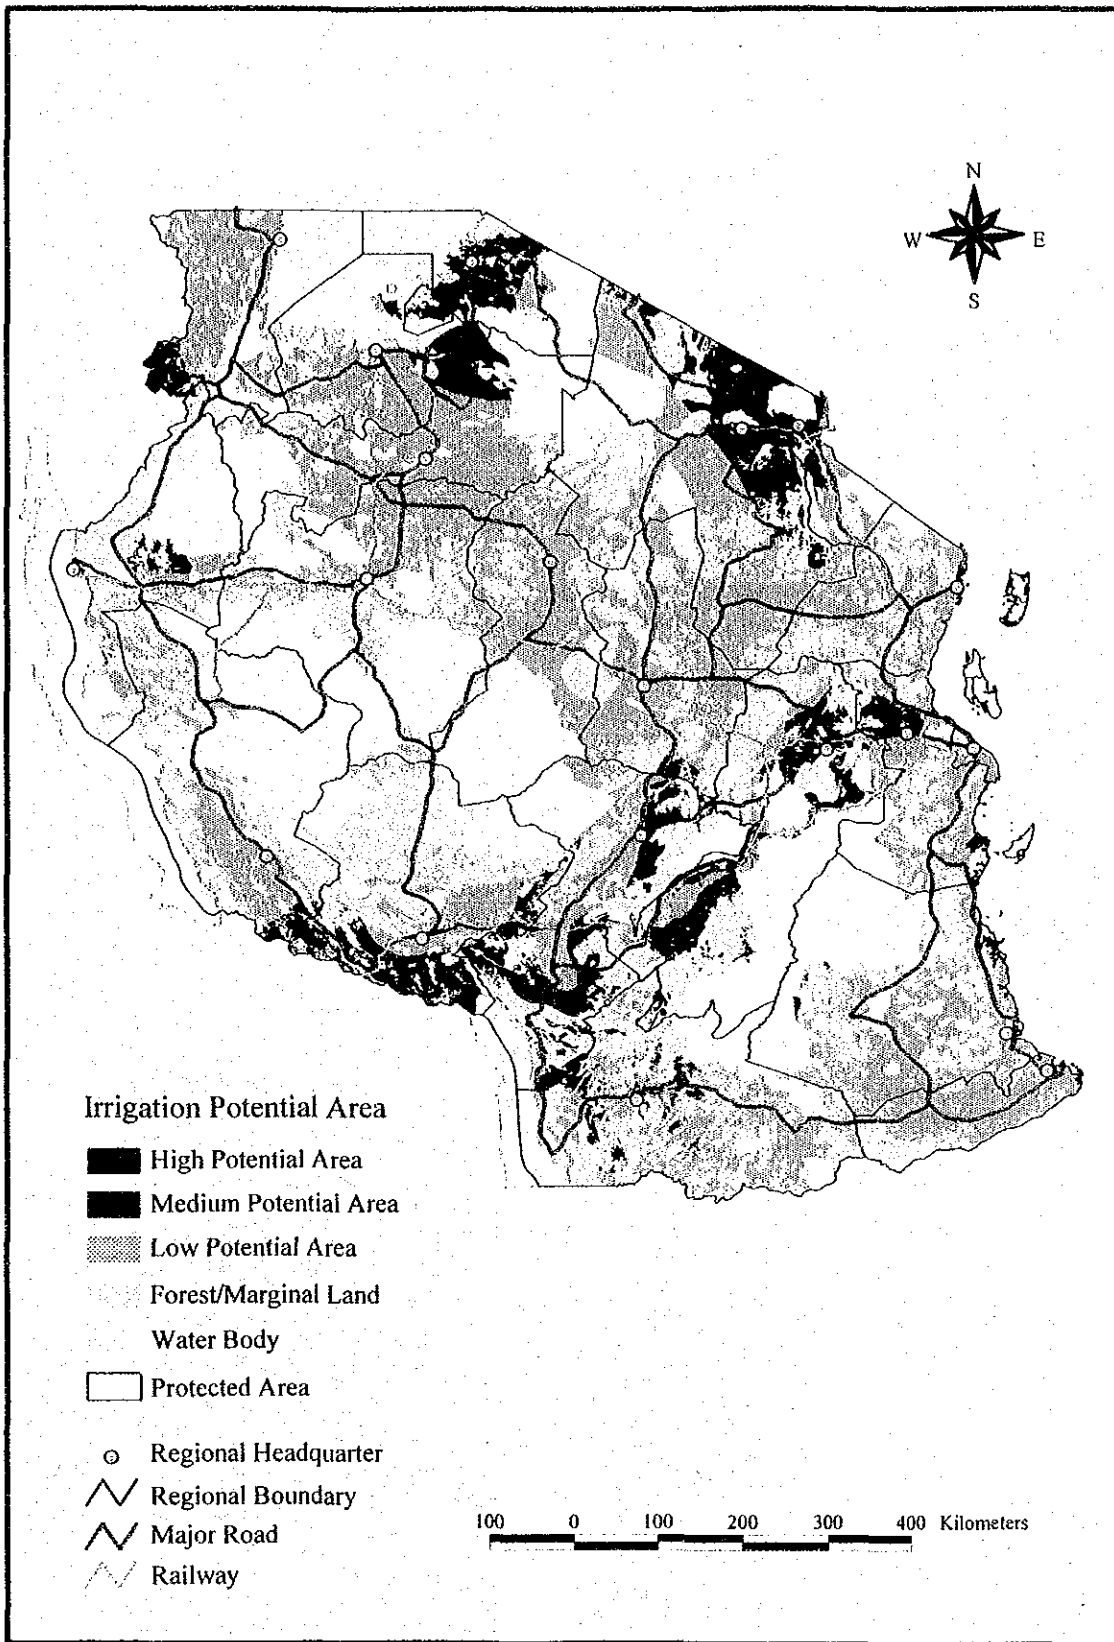 N
W E
S
Irrigation Potential Area
High Potential Area
Medium Potential Area
Low Potential Area
Forest/Marginal Land
Water Body
Protected Area
Regional Headquarter
Regional Boundary
Major Road
Railway
100 0 100 200 300 400 Kilometers